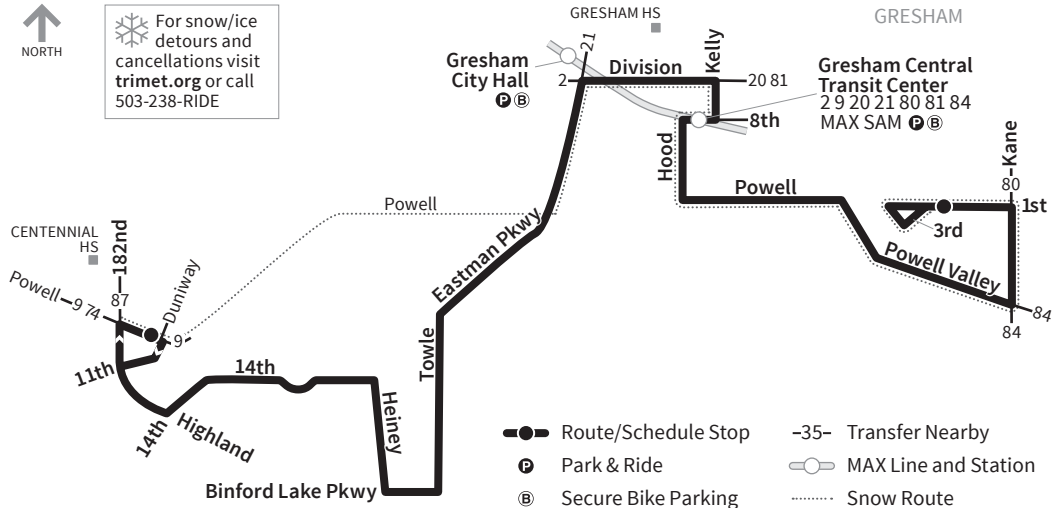 NORTH
For snow/ice
detours and
cancellations visit
trimet.org or call
503-238-RIDE
GRESHAM HS
GRESHAM
Gresham
City Hall
P B
21
2
Division
Kelly
20 81
Gresham Central
Transit Center
2 9 20 21 80 81 84
MAX SAM P B
8th
Hood
Powell
Kane
80
1st
3rd
Powell Valley
84
84
Powell
Eastman Pkwy
CENTENNIAL
HS
182nd
87
Powell
9 74
Duniway
9
11th
14th
Highland
14th
Heiney
Towle
Binford Lake Pkwy
Route/Schedule Stop
–35– Transfer Nearby
P Park & Ride
MAX Line and Station
B Secure Bike Parking
Snow Route